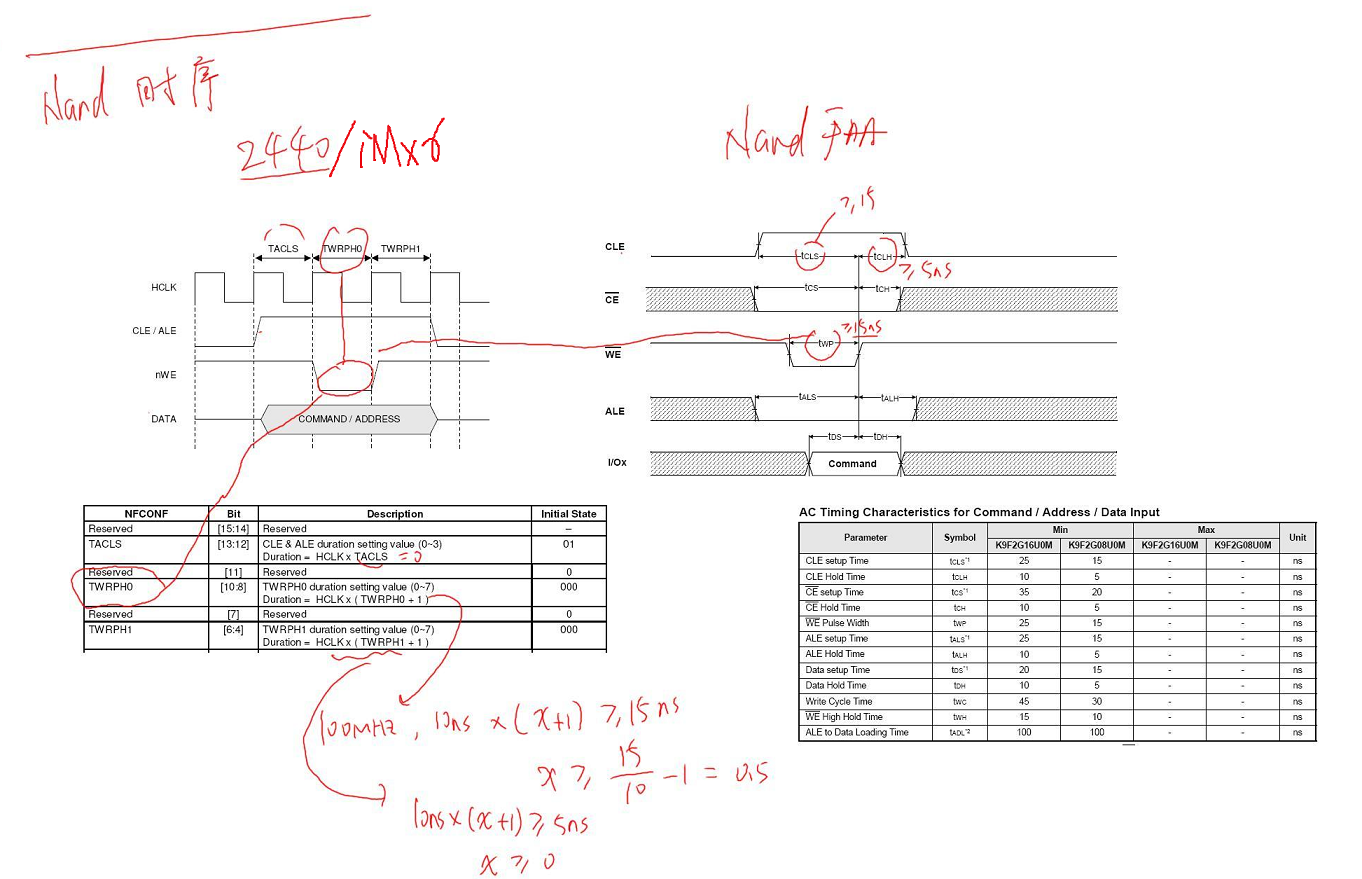 Nand 时序
2440/iMx6
Nand 手册
≥15
TACLS TWRPH0 TWRPH1
HCLK
CLE / ALE
nWE
DATA COMMAND / ADDRESS
CLE tCLS tCLH
≥5ns
CE tCS tCH
≥15ns
WE tWP
ALE tALS tALH
tDS tDH
I/Ox Command
NFCONF Bit Description Initial State
Reserved [15:14] Reserved –
TACLS [13:12] CLE & ALE duration setting value (0~3) 01
Duration = HCLK x TACLS = 0
Reserved [11] Reserved 0
TWRPH0 [10:8] TWRPH0 duration setting value (0~7) 000
Duration = HCLK x ( TWRPH0 + 1 )
Reserved [7] Reserved 0
TWRPH1 [6:4] TWRPH1 duration setting value (0~7) 000
Duration = HCLK x ( TWRPH1 + 1 )
AC Timing Characteristics for Command / Address / Data Input
Parameter Symbol Min Max Unit
K9F2G16U0M K9F2G08U0M K9F2G16U0M K9F2G08U0M
CLE setup Time tCLS*1 25 15 - - ns
CLE Hold Time tCLH 10 5 - - ns
CE setup Time tCS*1 35 20 - - ns
CE Hold Time tCH 10 5 - - ns
WE Pulse Width tWP 25 15 - - ns
ALE setup Time tALS*1 25 15 - - ns
ALE Hold Time tALH 10 5 - - ns
Data setup Time tDS*1 20 15 - - ns
Data Hold Time tDH 10 5 - - ns
Write Cycle Time tWC 45 30 - - ns
WE High Hold Time tWH 15 10 - - ns
ALE to Data Loading Time tADL*2 100 100 - - ns
100MHZ, 10ns x (x+1) ≥ 15ns
x ≥ 15/10 -1 = 0.5
10ns x (x+1) ≥ 5ns
x ≥ 0